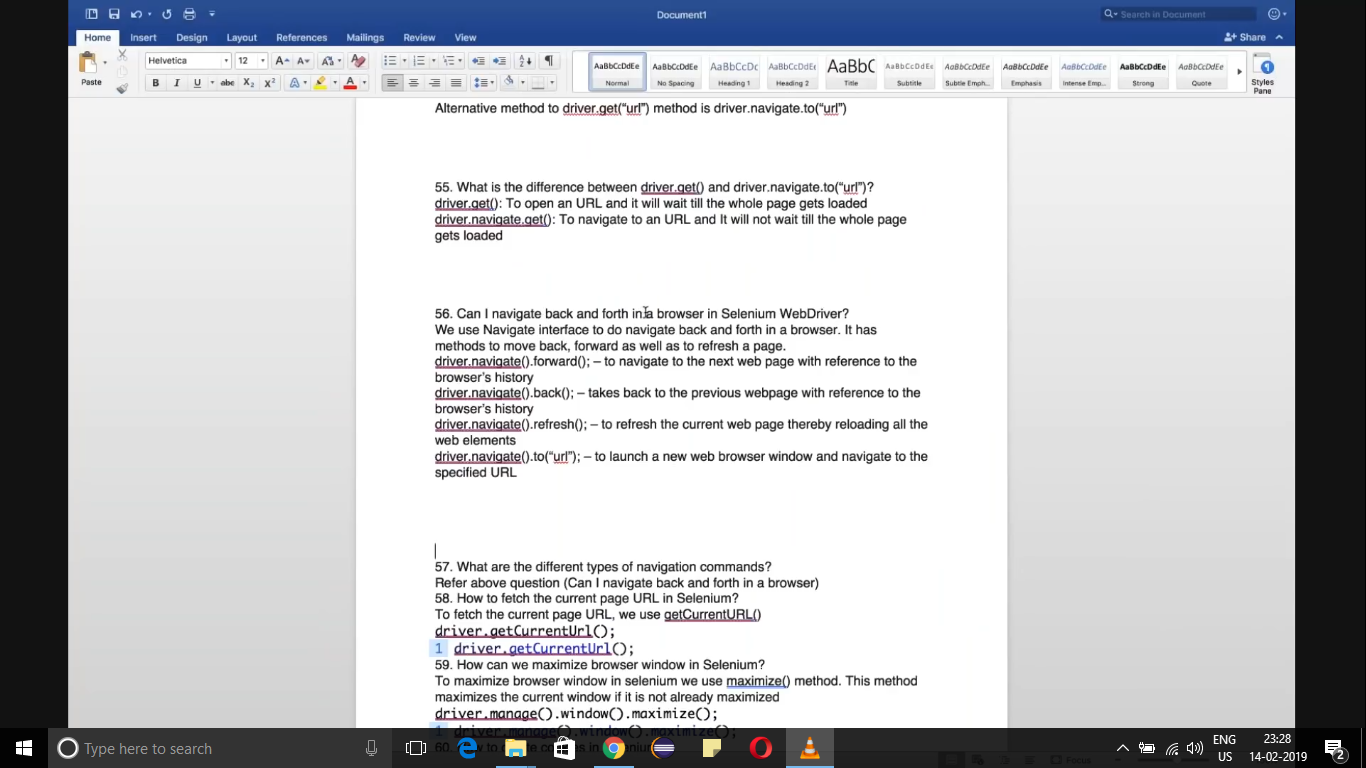 Document1
Search in Document
Home Insert Design Layout References Mailings Review View
Share
Paste
Helvetica 12
B I U abc X₂ X²
AaBbCcDdEe AaBbCcDdEe AaBbCcDc AaBbCcDdE AaBbC AaBbCcDdEe AaBbCcDdEe AaBbCcDdEe AaBbCcDdEe AaBbCcDdEe AaBbCcDdEe
Normal No Spacing Heading 1 Heading 2 Title Subtitle Subtle Emph... Emphasis Intense Emp... Strong Quote
Styles
Pane
Alternative method to driver.get(“url”) method is driver.navigate.to(“url”)
55. What is the difference between driver.get() and driver.navigate.to(“url”)?
driver.get(): To open an URL and it will wait till the whole page gets loaded
driver.navigate.get(): To navigate to an URL and It will not wait till the whole page
gets loaded
56. Can I navigate back and forth in a browser in Selenium WebDriver?
We use Navigate interface to do navigate back and forth in a browser. It has
methods to move back, forward as well as to refresh a page.
driver.navigate().forward(); – to navigate to the next web page with reference to the
browser’s history
driver.navigate().back(); – takes back to the previous webpage with reference to the
browser’s history
driver.navigate().refresh(); – to refresh the current web page thereby reloading all the
web elements
driver.navigate().to(“url”); – to launch a new web browser window and navigate to the
specified URL
57. What are the different types of navigation commands?
Refer above question (Can I navigate back and forth in a browser)
58. How to fetch the current page URL in Selenium?
To fetch the current page URL, we use getCurrentURL()
driver.getCurrentUrl();
1 driver.getCurrentUrl();
59. How can we maximize browser window in Selenium?
To maximize browser window in selenium we use maximize() method. This method
maximizes the current window if it is not already maximized
driver.manage().window().maximize();
1 driver.manage().window().maximize();
Type here to search
ENG
US
23:28
14-02-2019
2